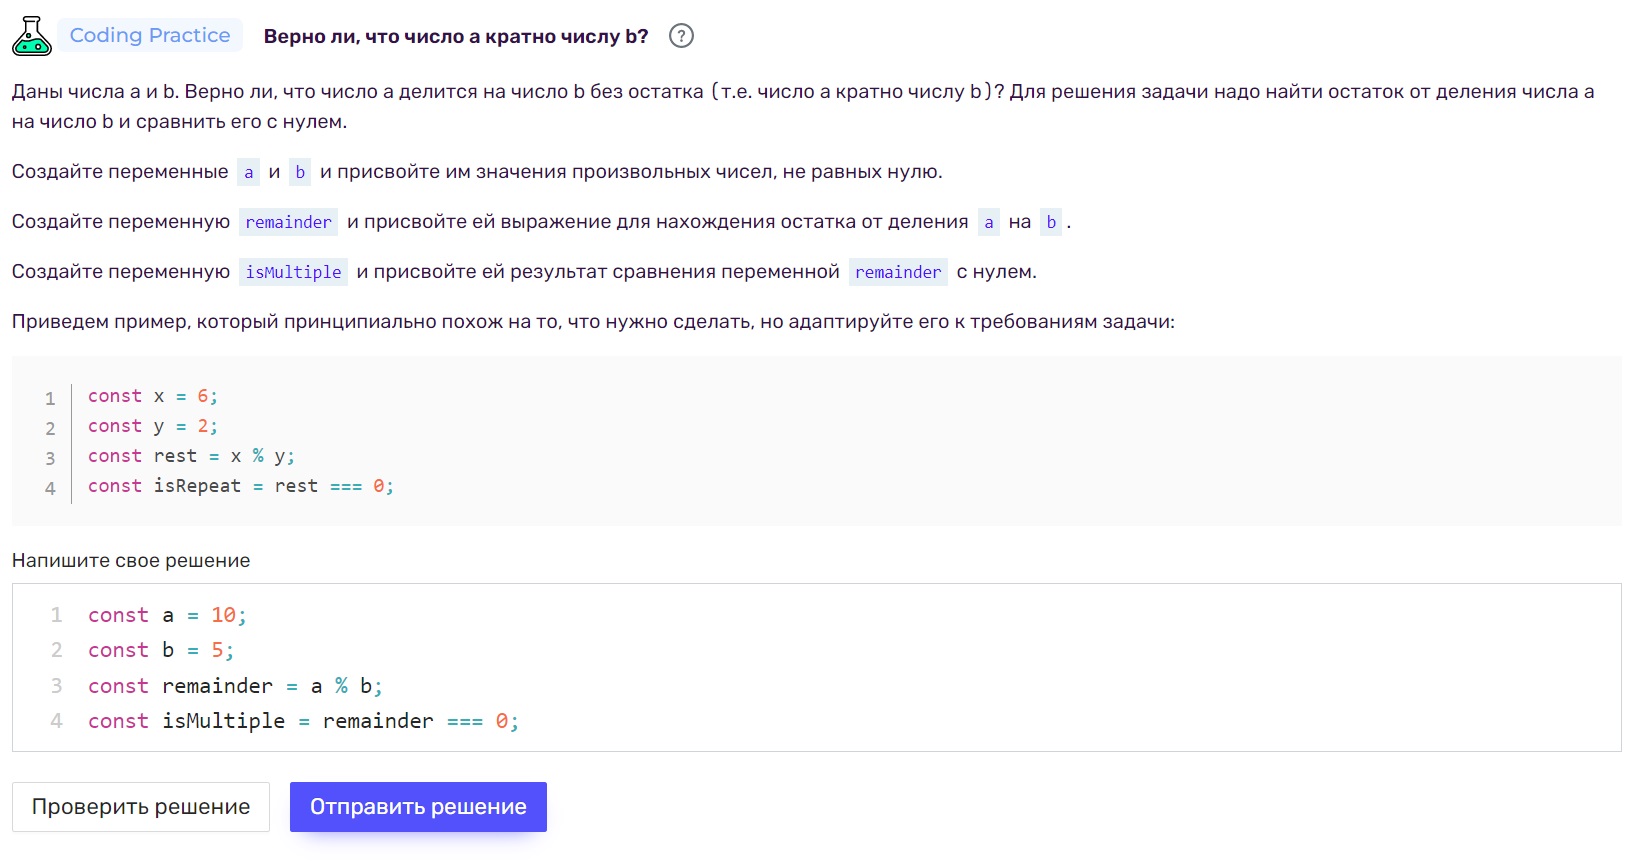 Coding Practice Верно ли, что число a кратно числу b? ?
Даны числа a и b. Верно ли, что число a делится на число b без остатка (т.е. число a кратно числу b)? Для решения задачи надо найти остаток от деления числа a
на число b и сравнить его с нулем.
Создайте переменные a и b и присвойте им значения произвольных чисел, не равных нулю.
Создайте переменную remainder и присвойте ей выражение для нахождения остатка от деления a на b .
Создайте переменную isMultiple и присвойте ей результат сравнения переменной remainder с нулем.
Приведем пример, который принципиально похож на то, что нужно сделать, но адаптируйте его к требованиям задачи:
1 const x = 6;
2 const y = 2;
3 const rest = x % y;
4 const isRepeat = rest === 0;
Напишите свое решение
1 const a = 10;
2 const b = 5;
3 const remainder = a % b;
4 const isMultiple = remainder === 0;
Проверить решение Отправить решение